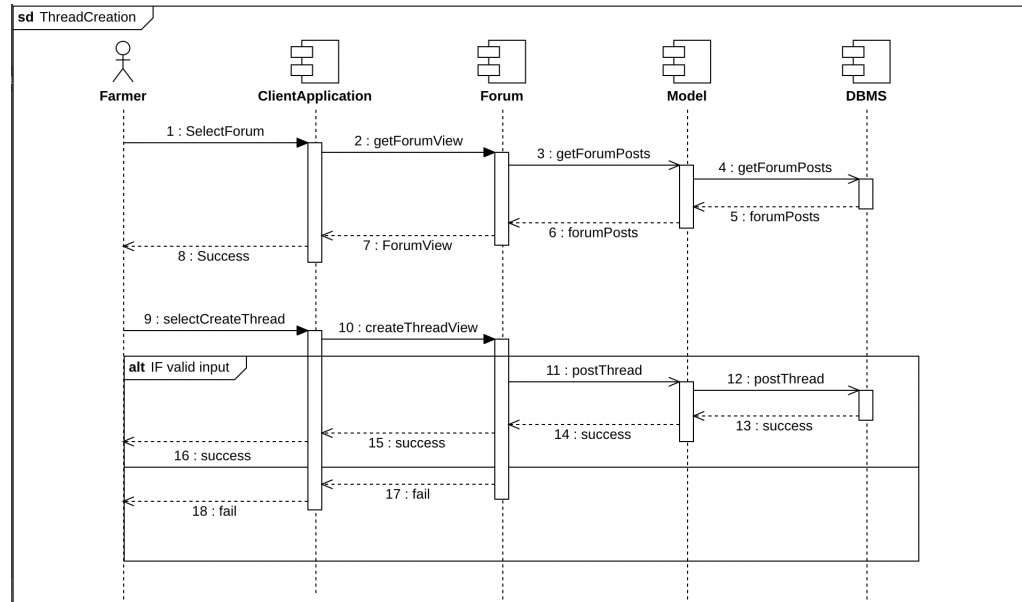 sd ThreadCreation
Farmer
ClientApplication
Forum
Model
DBMS
1 : SelectForum
2 : getForumView
3 : getForumPosts
4 : getForumPosts
5 : forumPosts
6 : forumPosts
7 : ForumView
8 : Success
9 : selectCreateThread
10 : createThreadView
alt IF valid input
11 : postThread
12 : postThread
13 : success
14 : success
15 : success
16 : success
17 : fail
18 : fail